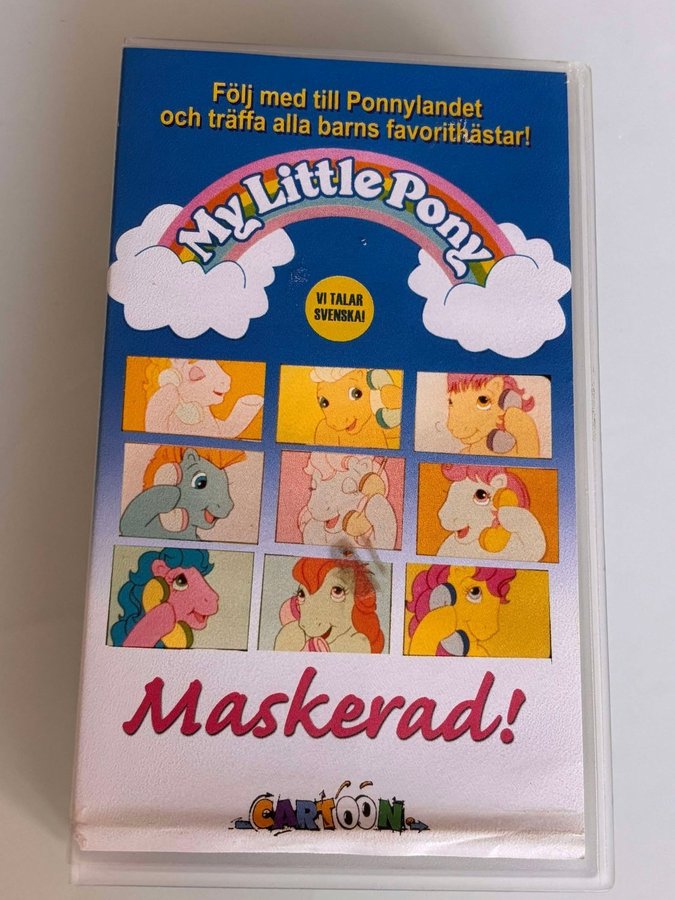 Följ med till Ponnylandet
och träffa alla barns favorithästar!
My Little Pony
VI TALAR
SVENSKA!
Maskerad!
CARTOON